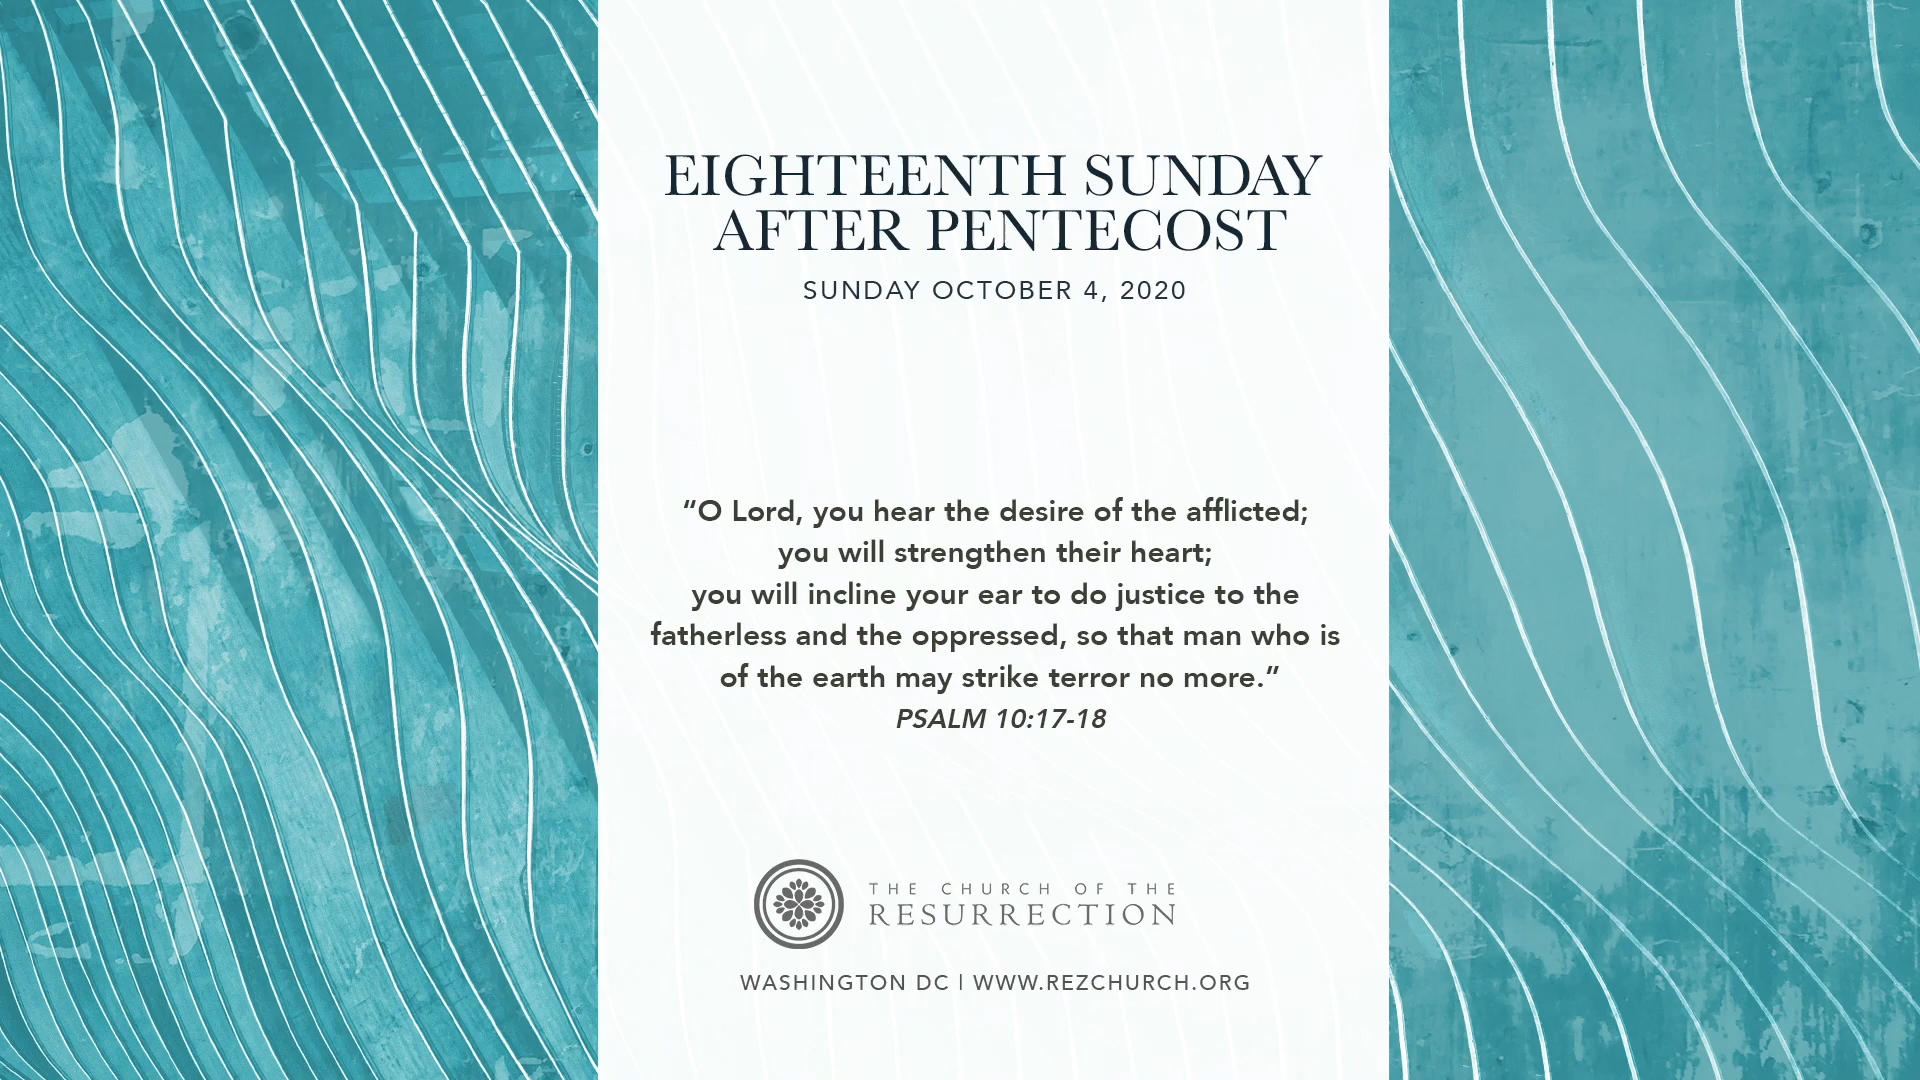 EIGHTEENTH SUNDAY
AFTER PENTECOST
SUNDAY OCTOBER 4, 2020
“O Lord, you hear the desire of the afflicted;
you will strengthen their heart;
you will incline your ear to do justice to the
fatherless and the oppressed, so that man who is
of the earth may strike terror no more.”
PSALM 10:17-18
THE CHURCH OF THE
RESURRECTION
WASHINGTON DC | WWW.REZCHURCH.ORG